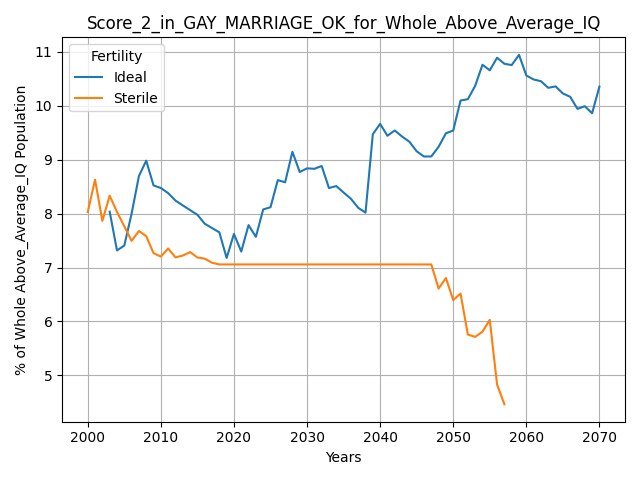 Score_2_in_GAY_MARRIAGE_OK_for_Whole_Above_Average_IQ
Fertility
Ideal
Sterile
% of Whole Above_Average_IQ Population
11
10
9
8
7
6
5
2000 2010 2020 2030 2040 2050 2060 2070
Years